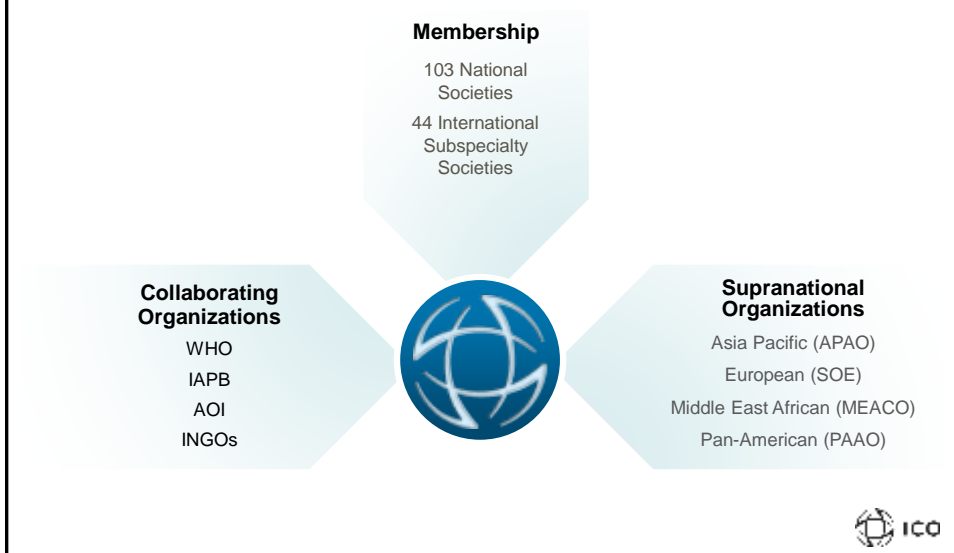 Membership
103 National
Societies
44 International
Subspecialty
Societies
Collaborating
Organizations
WHO
IAPB
AOI
INGOs
Supranational
Organizations
Asia Pacific (APAO)
European (SOE)
Middle East African (MEACO)
Pan-American (PAAO)
ICO